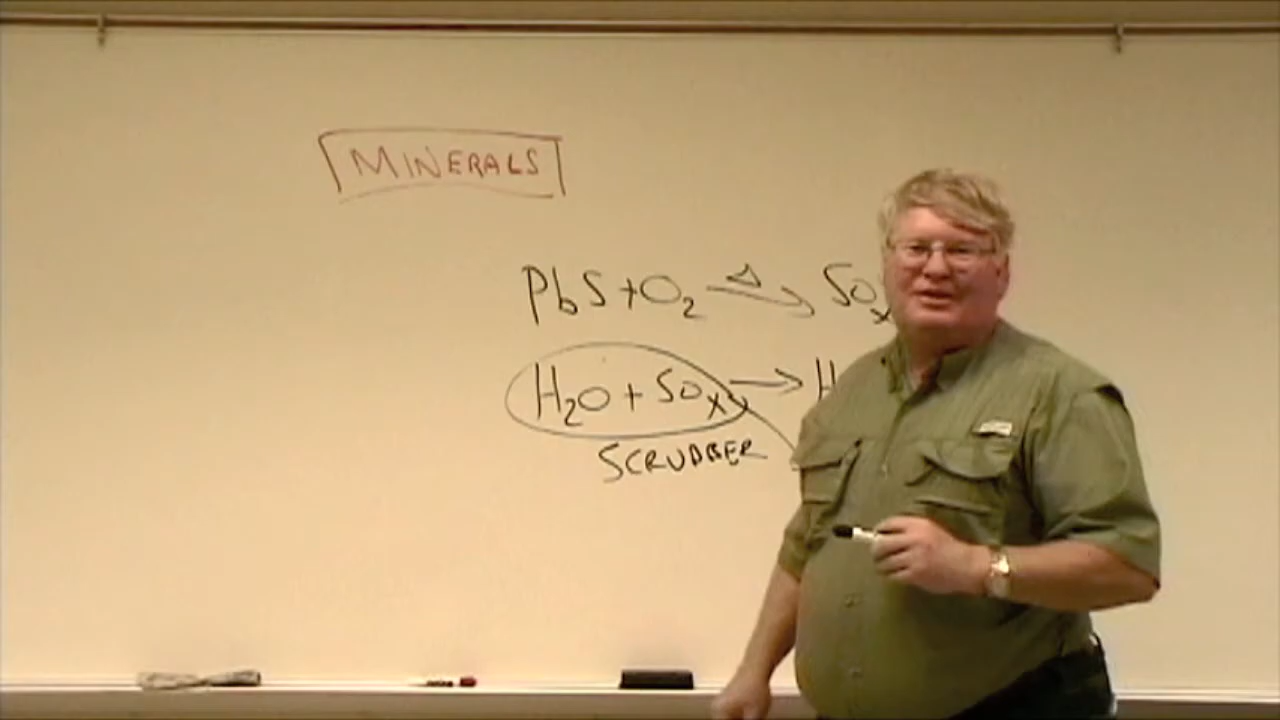 MINERALS
PbS + O₂ →Δ SOₓ
H₂O + SOₓ → H
SCRUBBER